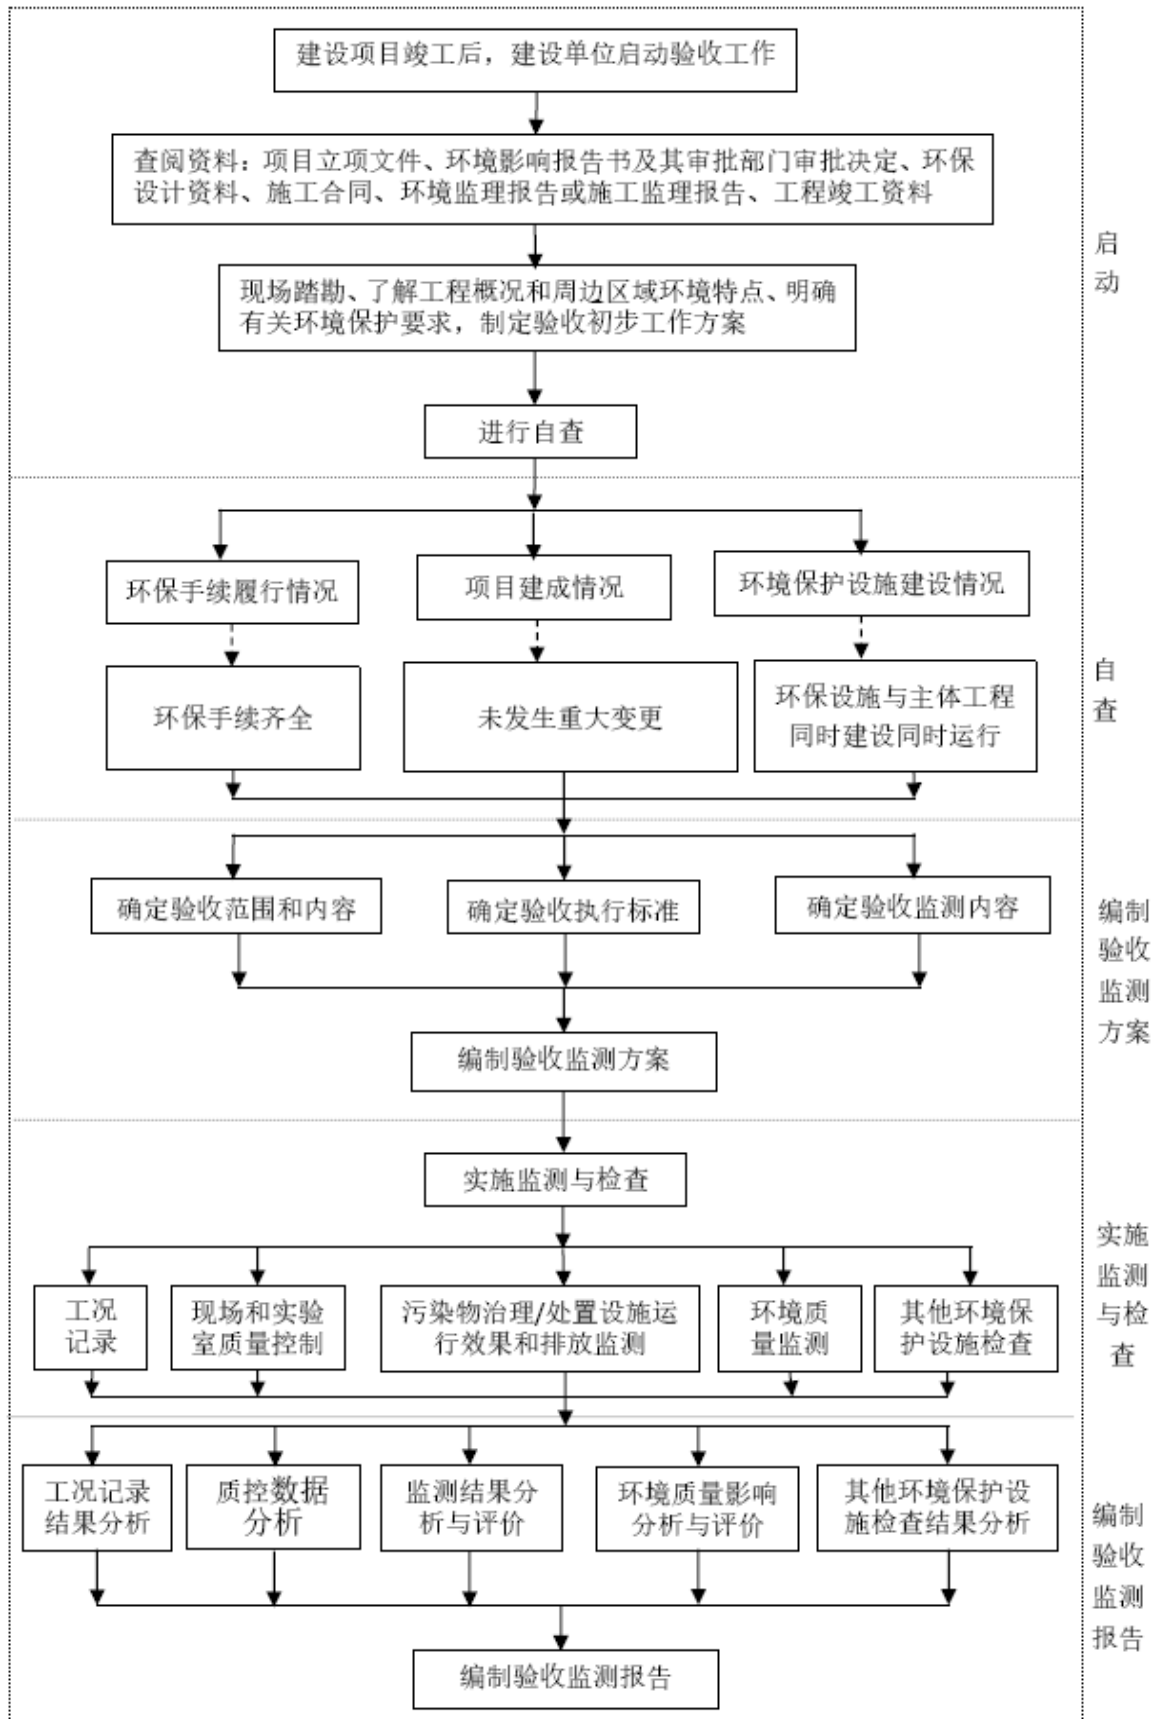 建设项目竣工后，建设单位启动验收工作
查阅资料：项目立项文件、环境影响报告书及其审批部门审批决定、环保
设计资料、施工合同、环境监理报告或施工监理报告、工程竣工资料
现场踏勘、了解工程概况和周边区域环境特点、明确
有关环境保护要求，制定验收初步工作方案
进行自查
启
动
环保手续履行情况
项目建成情况
环境保护设施建设情况
环保手续齐全
未发生重大变更
环保设施与主体工程
同时建设同时运行
自
查
确定验收范围和内容
确定验收执行标准
确定验收监测内容
编制验收监测方案
编制
验收
监测
方案
实施监测与检查
工况
记录
现场和实验
室质量控制
污染物治理/处置设施运
行效果和排放监测
环境质
量监测
其他环境保
护设施检查
实施
监测
与检
查
工况记录
结果分析
质控数据
分析
监测结果分
析与评价
环境质量影响
分析与评价
其他环境保护设
施检查结果分析
编制验收监测报告
编制
验收
监测
报告